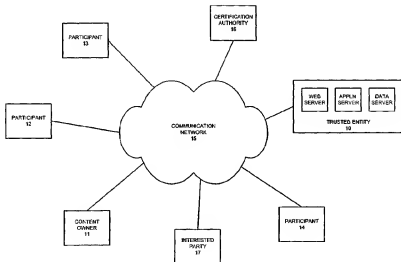 CERTIFICATION
AUTHORITY
16
PARTICIPANT
13
WEB
SERVER
APPLN
SERVER
DATA
SERVER
TRUSTED ENTITY
10
PARTICIPANT
12
COMMUNICATION
NETWORK
15
CONTENT
OWNER
11
INTERESTED
PARTY
17
PARTICIPANT
14